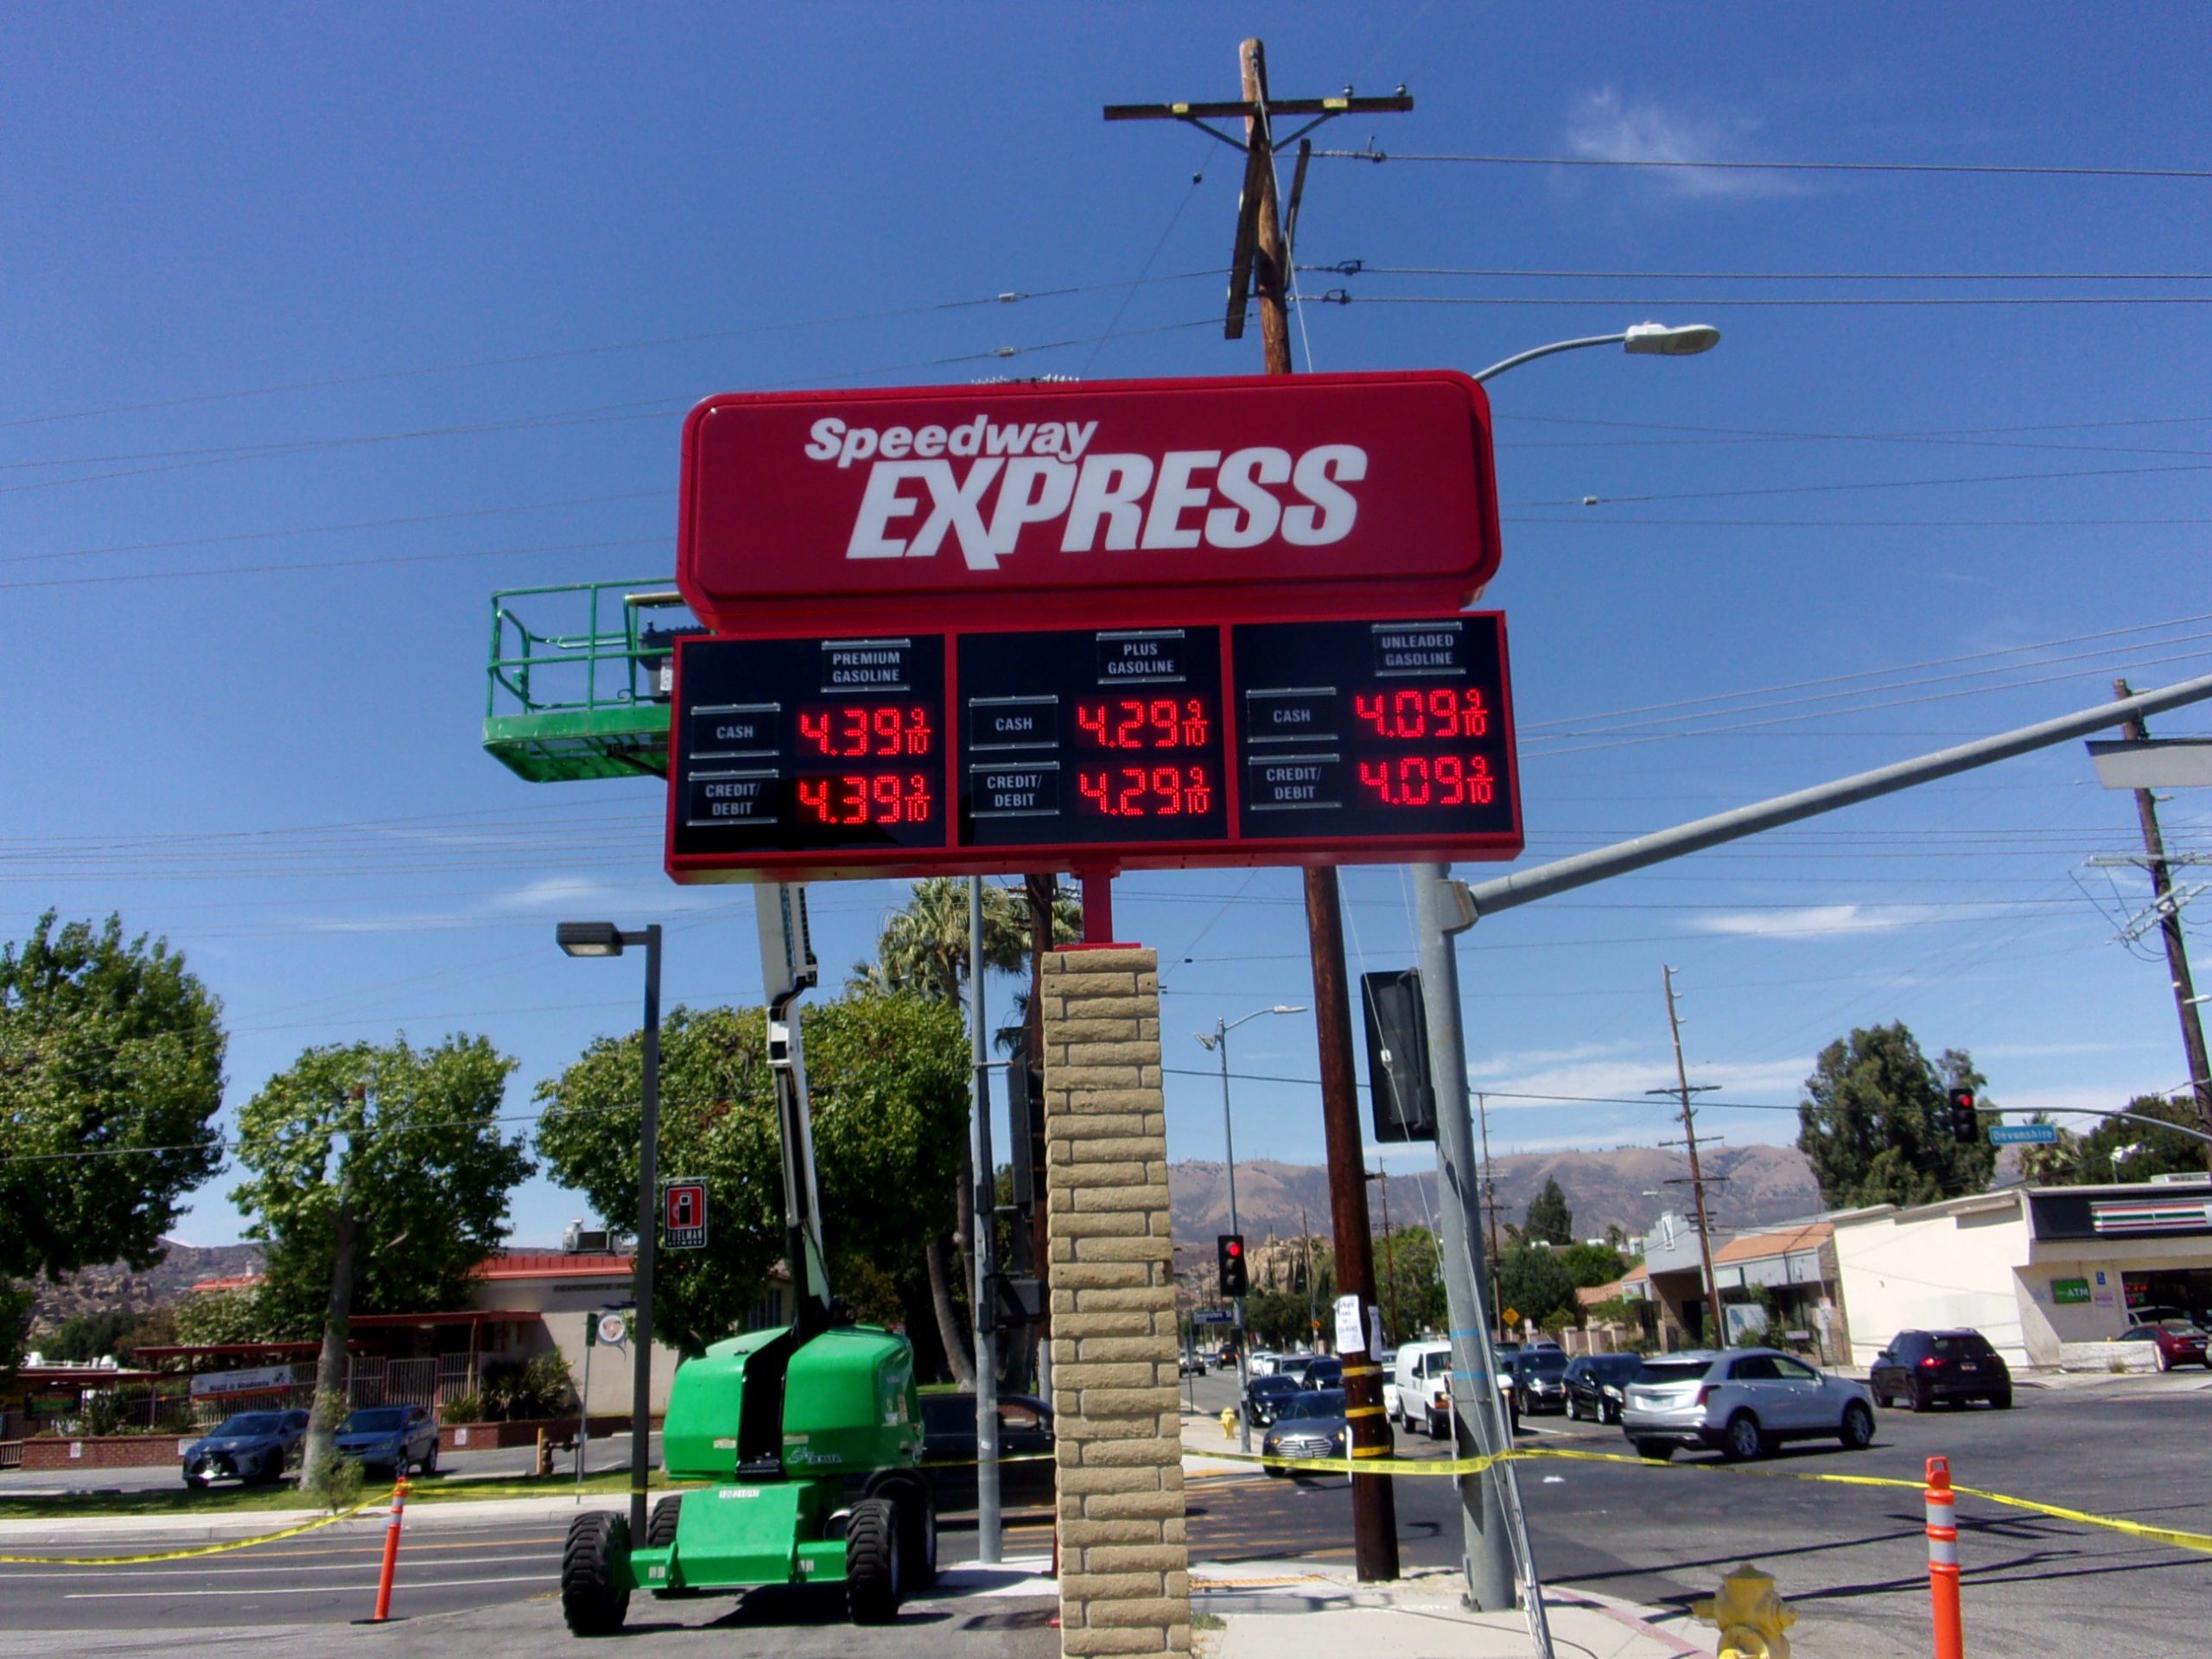 Speedway
EXPRESS
PREMIUM
GASOLINE
CASH 4.39 9/10
CREDIT/
DEBIT 4.39 9/10
PLUS
GASOLINE
CASH 4.29 9/10
CREDIT/
DEBIT 4.29 9/10
UNLEADED
GASOLINE
CASH 4.09 9/10
CREDIT/
DEBIT 4.09 9/10
Devonshire
FUELMAN
ATM